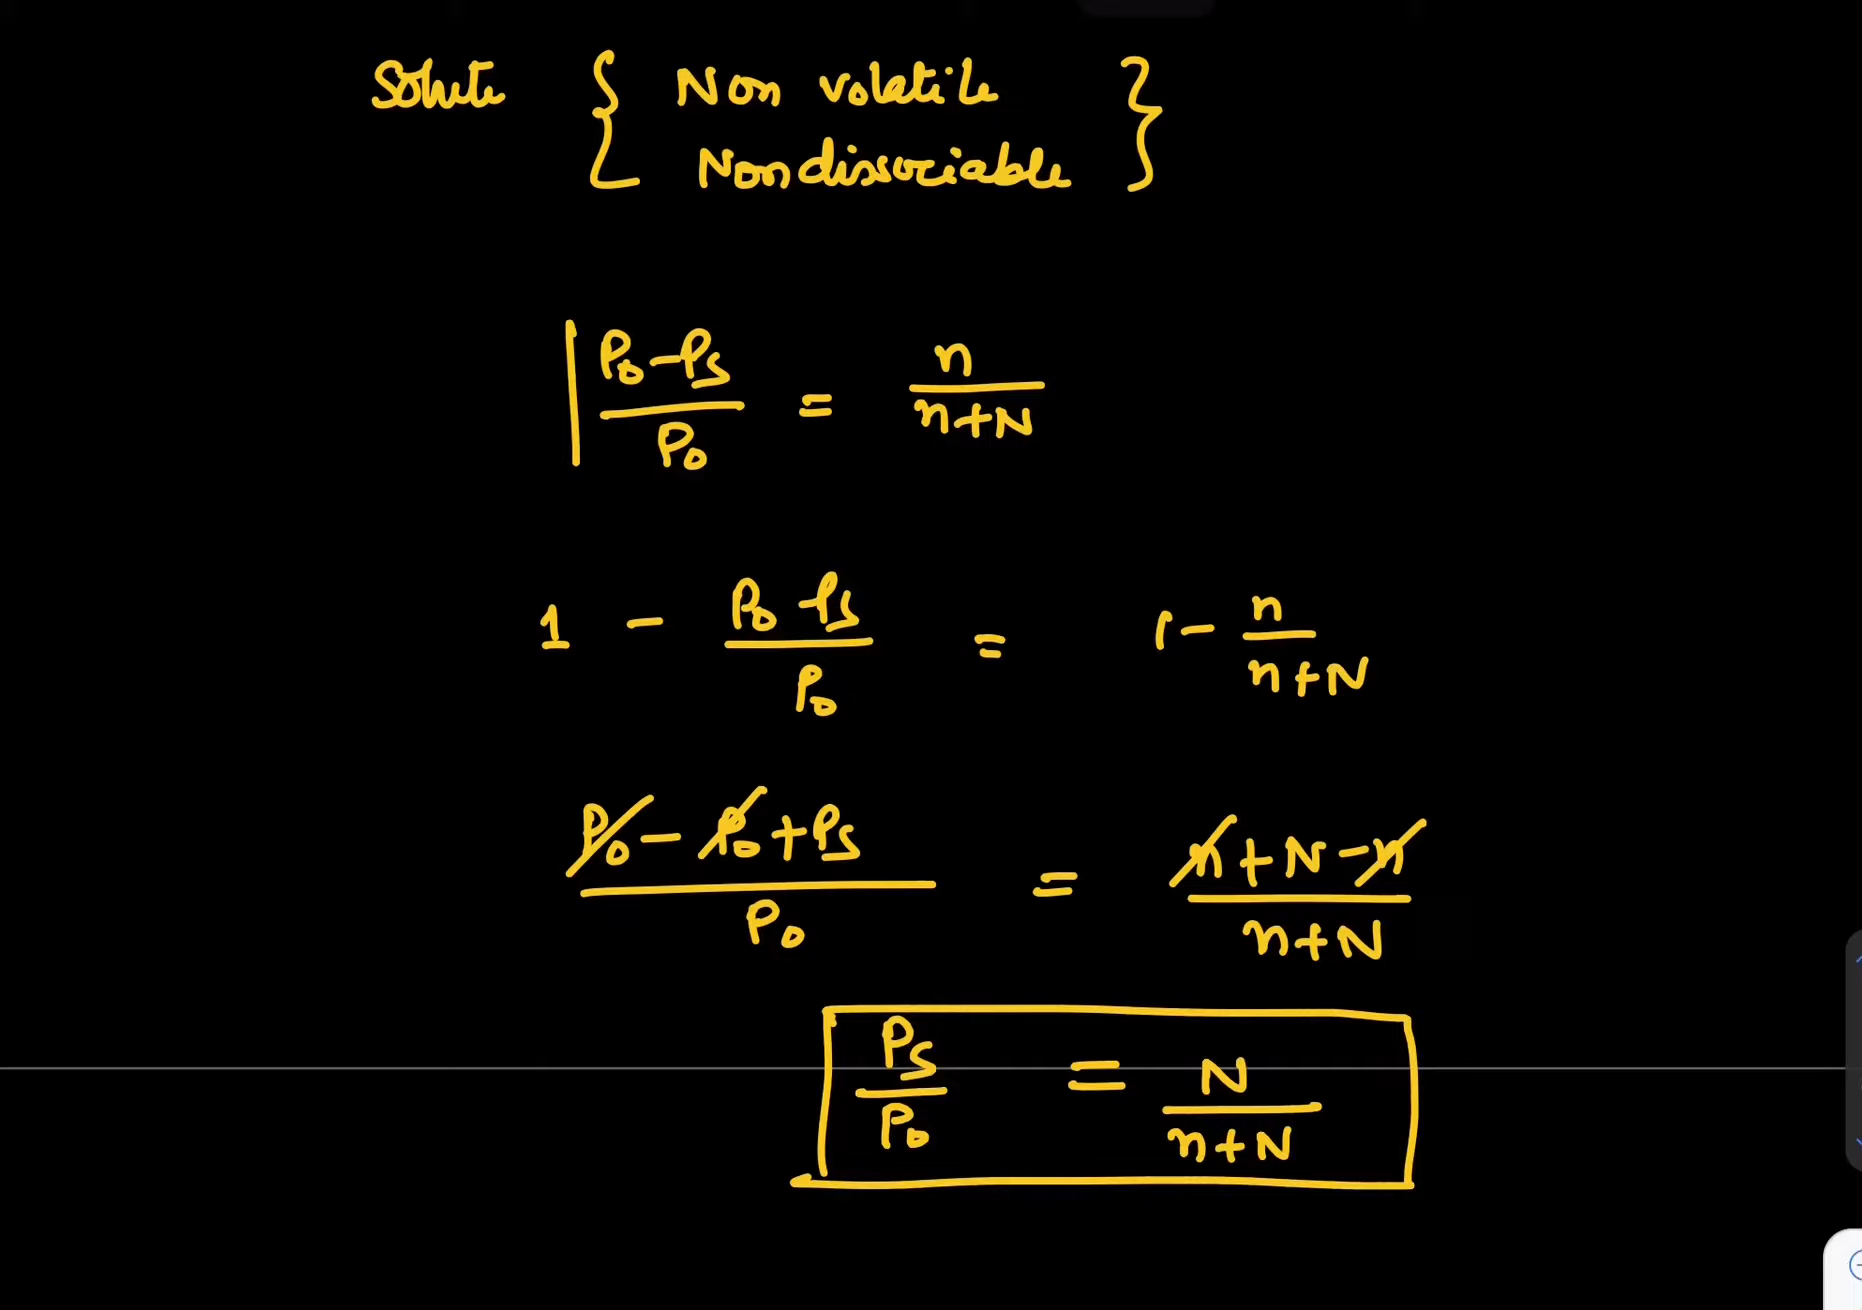 Solute { Non volatile
Nondissociable }
P₀-Pₛ / P₀ = n / n+N
1 - P₀-Pₛ / P₀ = 1 - n / n+N
P₀ - P₀ + Pₛ / P₀ = n + N - n / n+N
Pₛ / P₀ = N / n+N